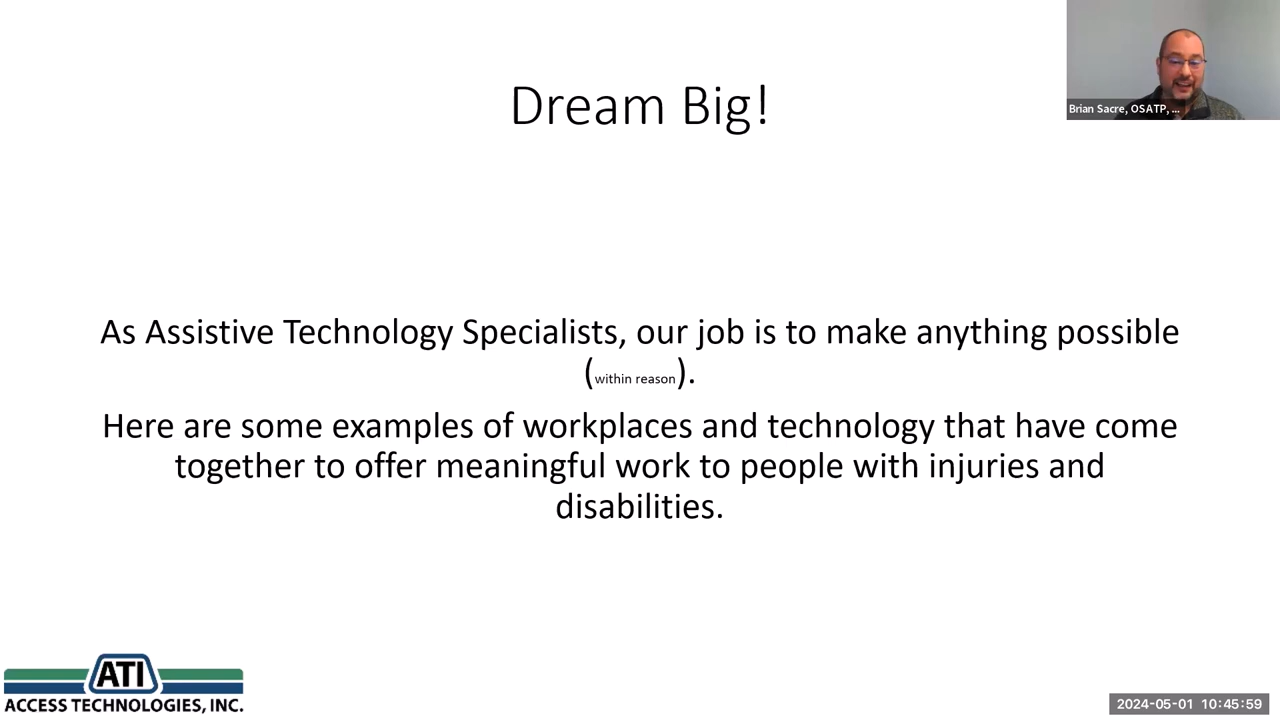 Dream Big!
Brian Sacre, OSATP, ...
As Assistive Technology Specialists, our job is to make anything possible
(within reason).
Here are some examples of workplaces and technology that have come
together to offer meaningful work to people with injuries and
disabilities.
ATI
ACCESS TECHNOLOGIES, INC.
2024-05-01 10:45:59